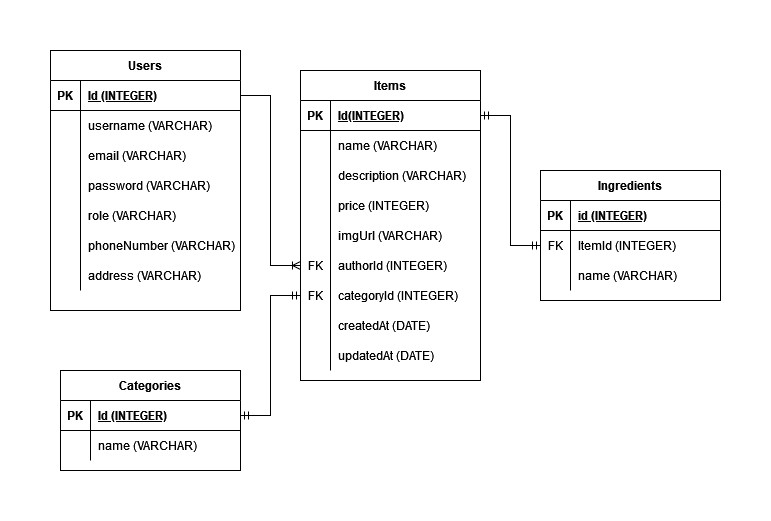 Users
PK Id (INTEGER)
username (VARCHAR)
email (VARCHAR)
password (VARCHAR)
role (VARCHAR)
phoneNumber (VARCHAR)
address (VARCHAR)
Items
PK Id(INTEGER)
name (VARCHAR)
description (VARCHAR)
price (INTEGER)
imgUrl (VARCHAR)
FK authorId (INTEGER)
FK categoryId (INTEGER)
createdAt (DATE)
updatedAt (DATE)
Ingredients
PK id (INTEGER)
FK ItemId (INTEGER)
name (VARCHAR)
Categories
PK Id (INTEGER)
name (VARCHAR)